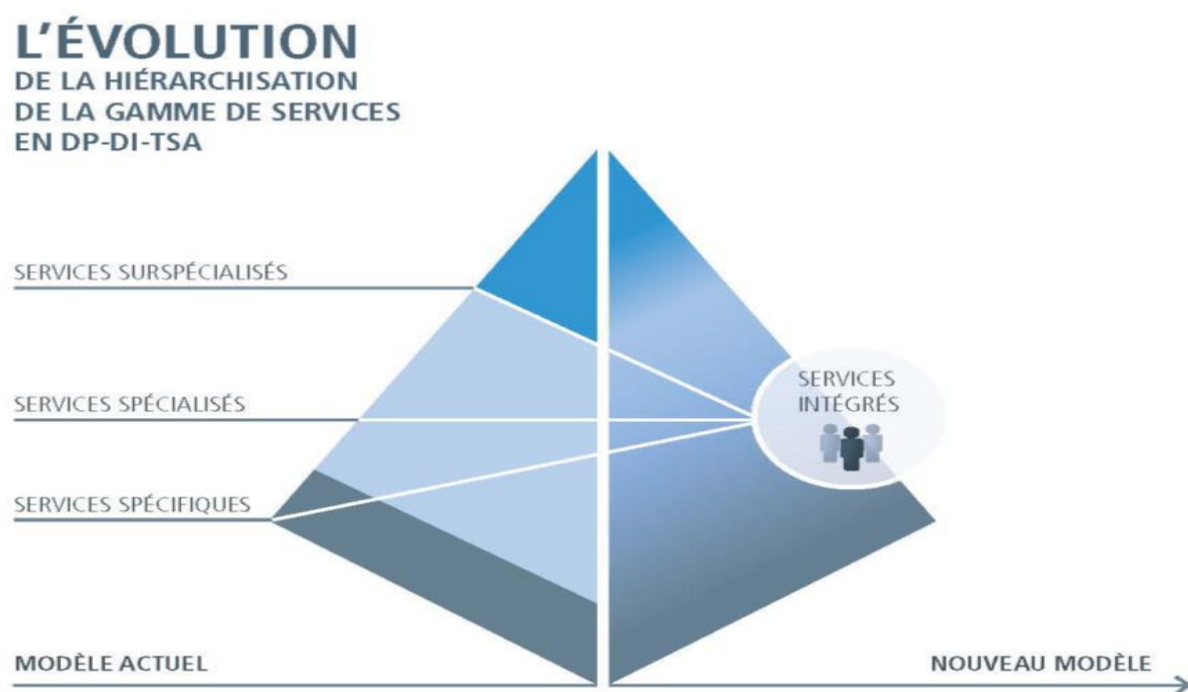 L'ÉVOLUTION
DE LA HIÉRARCHISATION
DE LA GAMME DE SERVICES
EN DP-DI-TSA
SERVICES SURSPÉCIALISÉS
SERVICES SPÉCIALISÉS
SERVICES SPÉCIFIQUES
SERVICES
INTÉGRÉS
MODÈLE ACTUEL
NOUVEAU MODÈLE